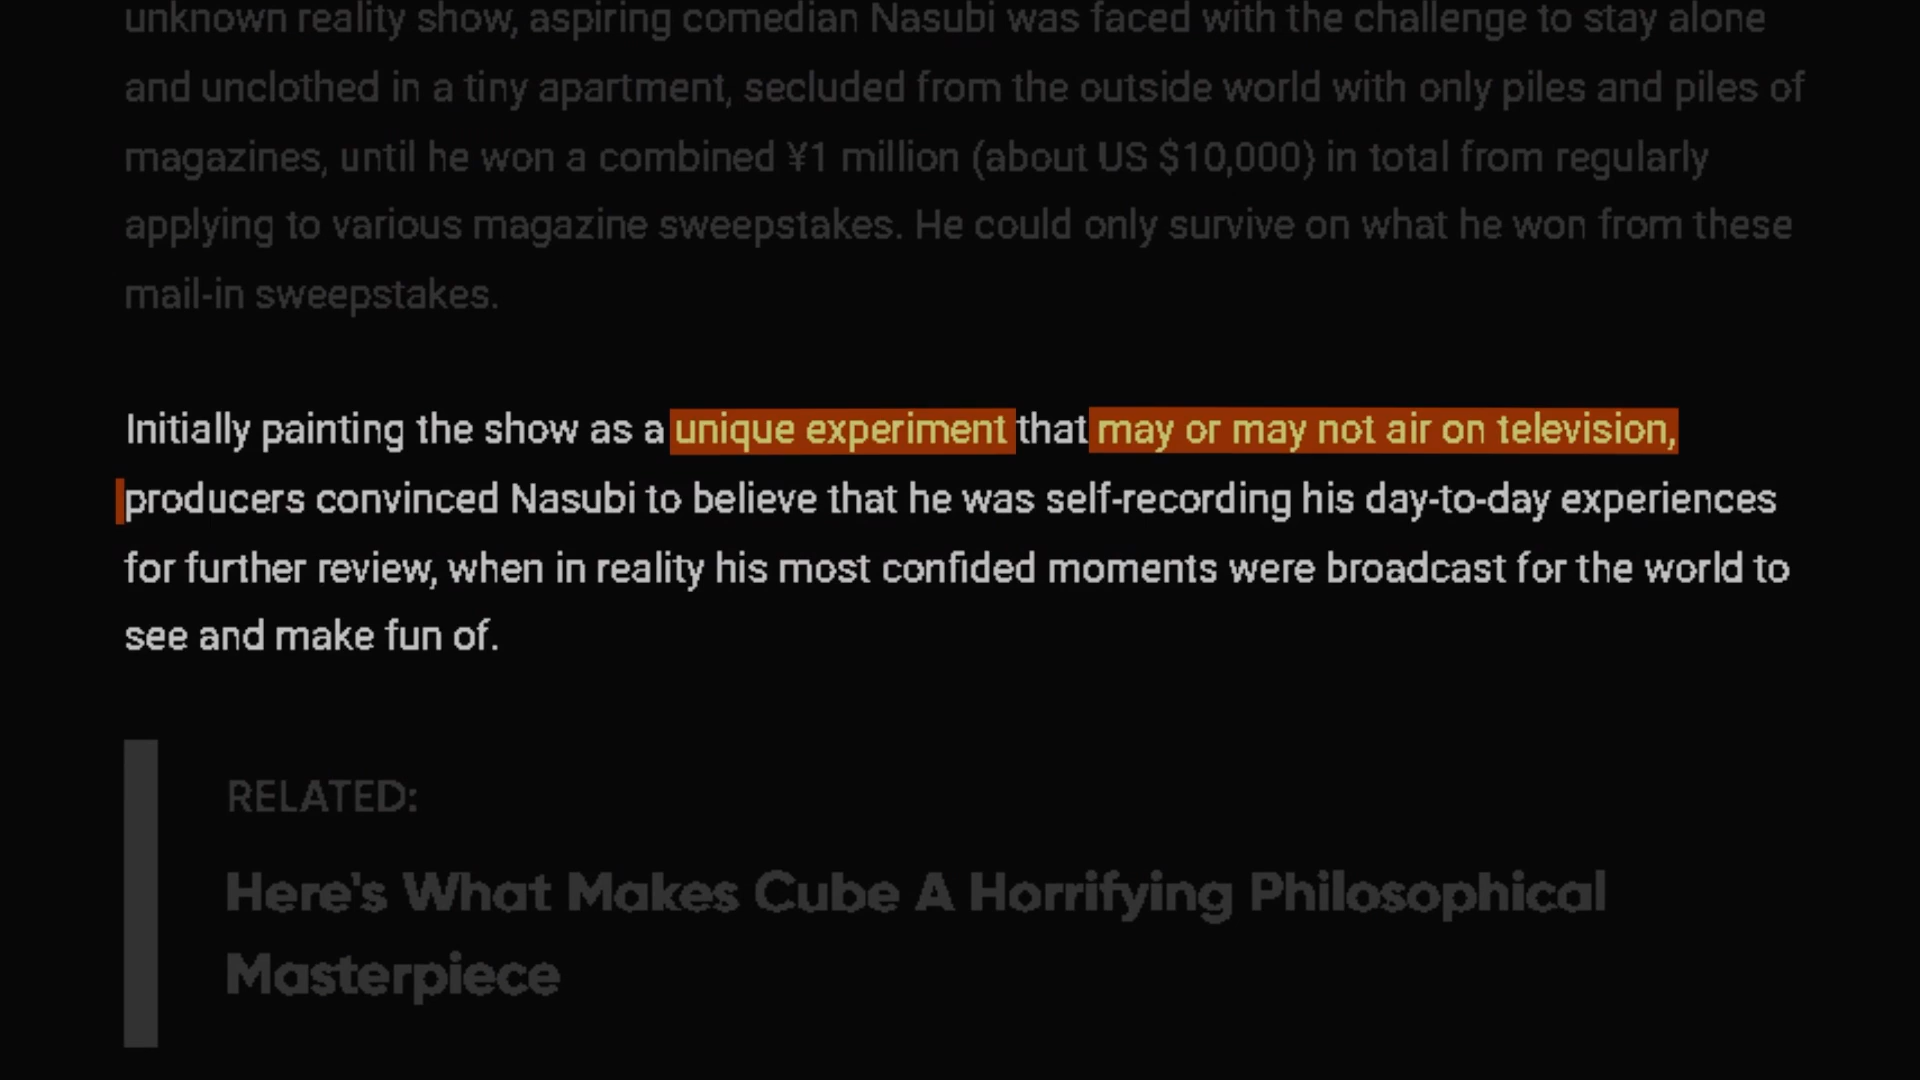 unknown reality show, aspiring comedian Nasubi was faced with the challenge to stay alone
and unclothed in a tiny apartment, secluded from the outside world with only piles and piles of
magazines, until he won a combined ¥1 million (about US $10,000) in total from regularly
applying to various magazine sweepstakes. He could only survive on what he won from these
mail-in sweepstakes.
Initially painting the show as a unique experiment that may or may not air on television,
producers convinced Nasubi to believe that he was self-recording his day-to-day experiences
for further review, when in reality his most confided moments were broadcast for the world to
see and make fun of.
RELATED:
Here's What Makes Cube A Horrifying Philosophical
Masterpiece